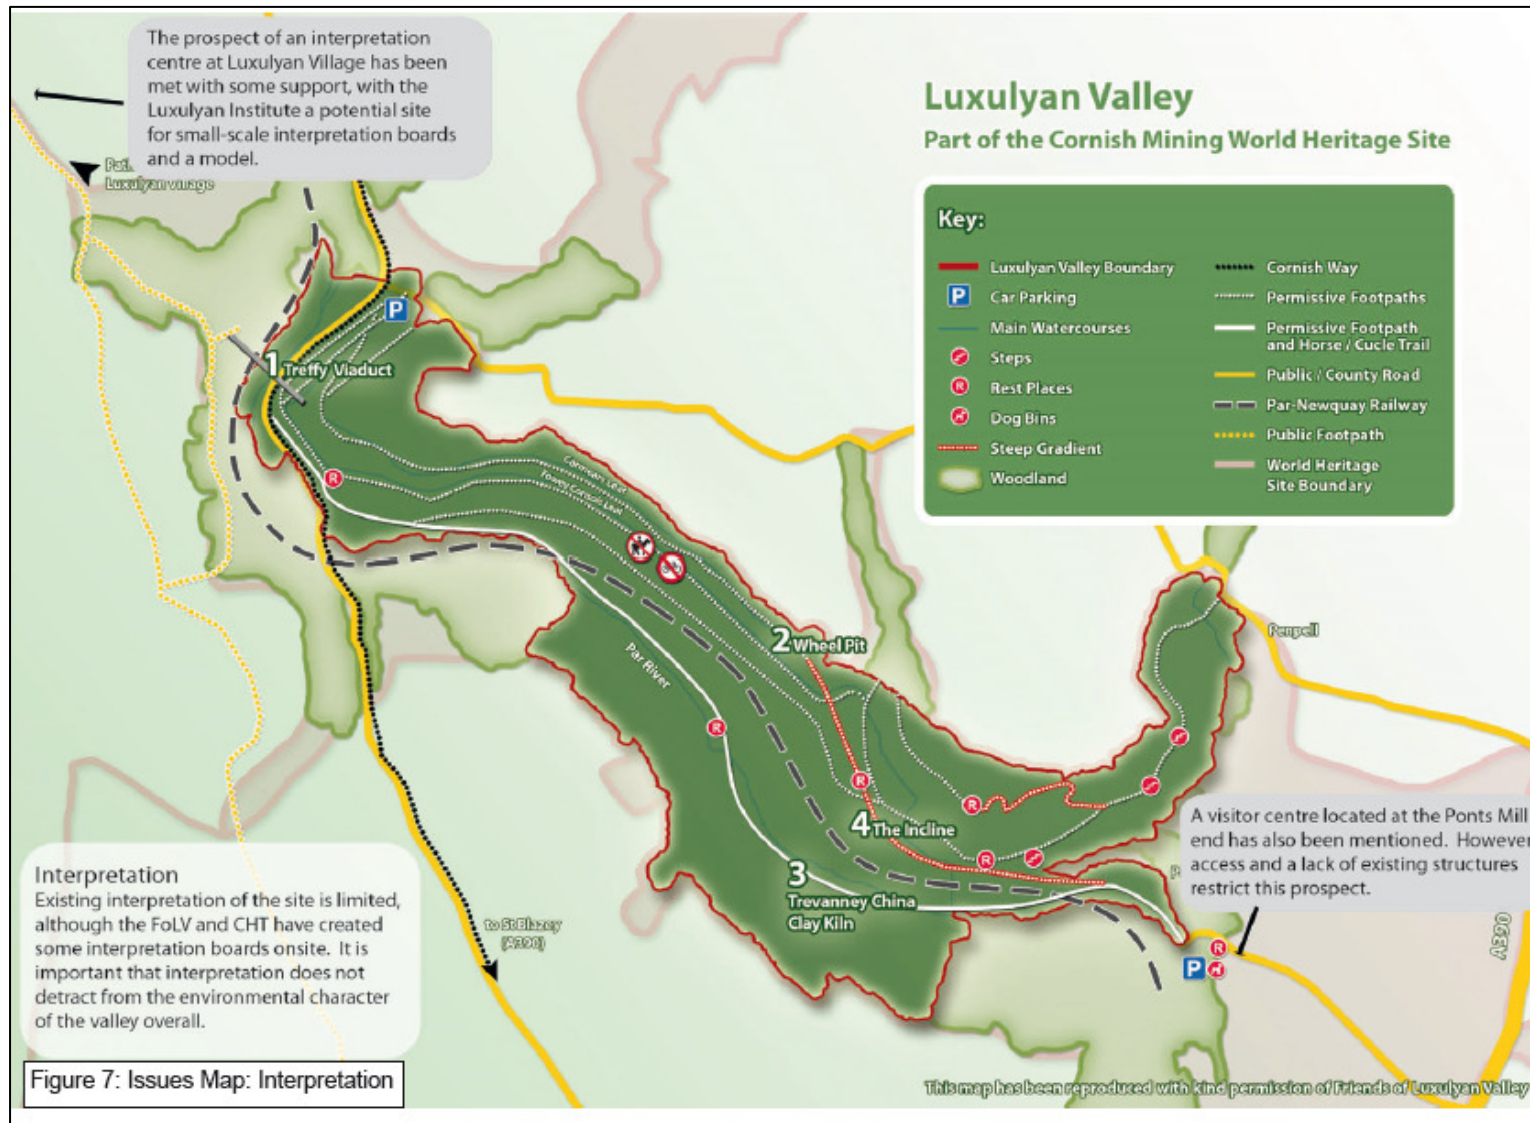 The prospect of an interpretation
centre at Luxulyan Village has been
met with some support, with the
Luxulyan Institute a potential site
for small-scale interpretation boards
and a model.
Luxulyan village
Luxulyan Valley
Part of the Cornish Mining World Heritage Site
Key:
Luxulyan Valley Boundary
P
Car Parking
Main Watercourses
Steps
R
Rest Places
Dog Bins
Steep Gradient
Woodland
Cornish Way
Permissive Footpaths
Permissive Footpath
and Horse / Cucle Trail
Public / County Road
Par-Newquay Railway
Public Footpath
World Heritage
Site Boundary
P
1 Treffy Viaduct
R
Carmears Leat
Fowey Consols Leat
2 Wheel Pit
Penpell
Par River
R
R
R
4 The Incline
R
3
Trevanney China
Clay Kiln
to St Blazey
(A390)
A visitor centre located at the Ponts Mill
end has also been mentioned. However
access and a lack of existing structures
restrict this prospect.
A390
P
R
Interpretation
Existing interpretation of the site is limited,
although the FoLV and CHT have created
some interpretation boards onsite. It is
important that interpretation does not
detract from the environmental character
of the valley overall.
Figure 7: Issues Map: Interpretation
This map has been reproduced with kind permission of Friends of Luxulyan Valley